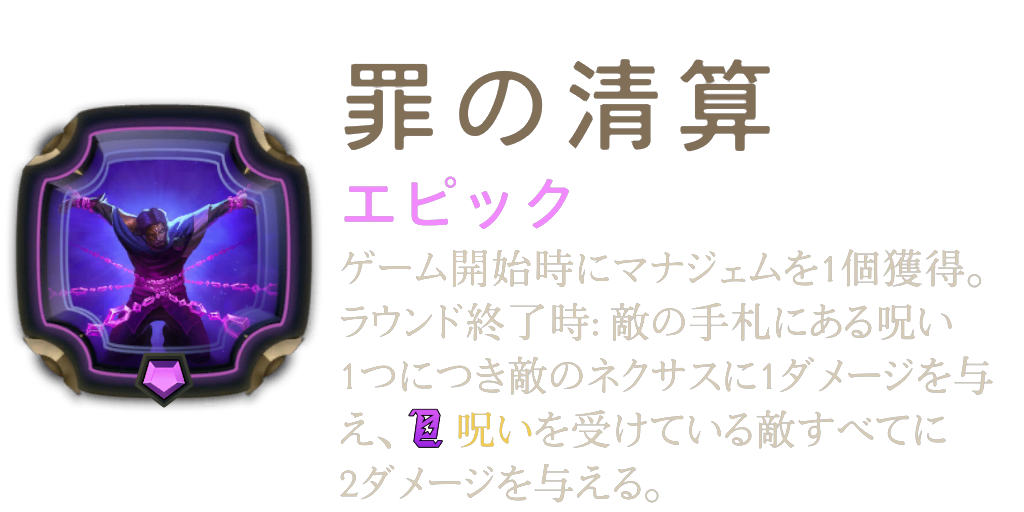 罪の清算
エピック
ゲーム開始時にマナジェムを1個獲得。
ラウンド終了時: 敵の手札にある呪い
1つにつき敵のネクサスに1ダメージを与
え、呪いを受けている敵すべてに
2ダメージを与える。